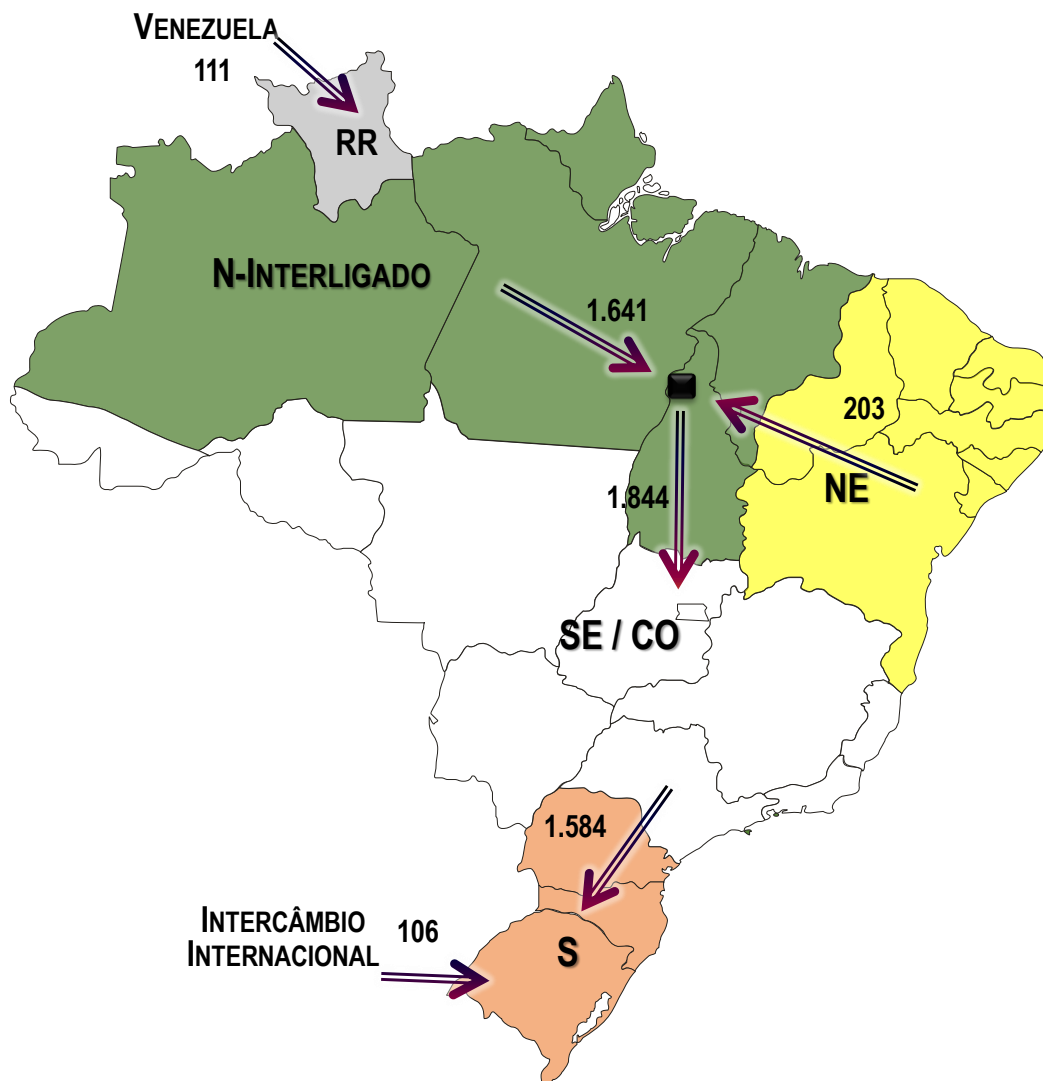 VENEZUELA
111
RR
N-INTERLIGADO
1.641
203
NE
1.844
SE / CO
1.584
INTERCÂMBIO
INTERNACIONAL
106
S